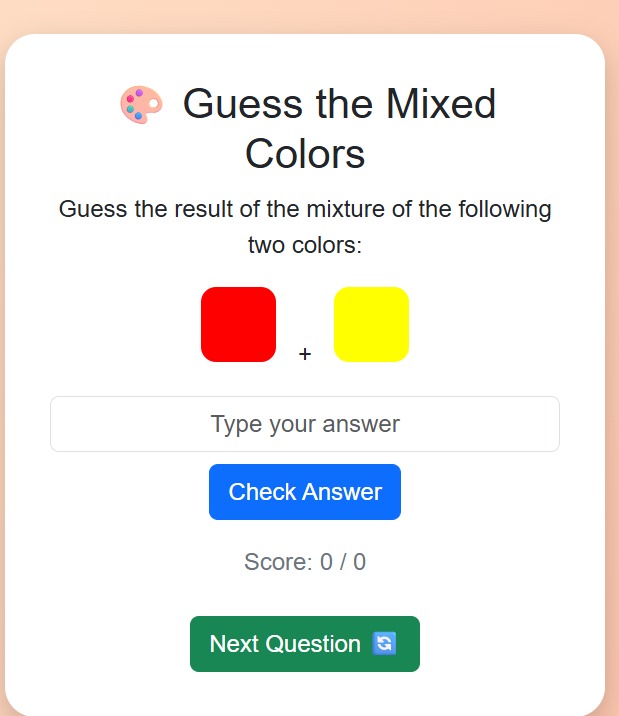 Guess the Mixed
Colors
Guess the result of the mixture of the following
two colors:
+
Type your answer
Check Answer
Score: 0 / 0
Next Question